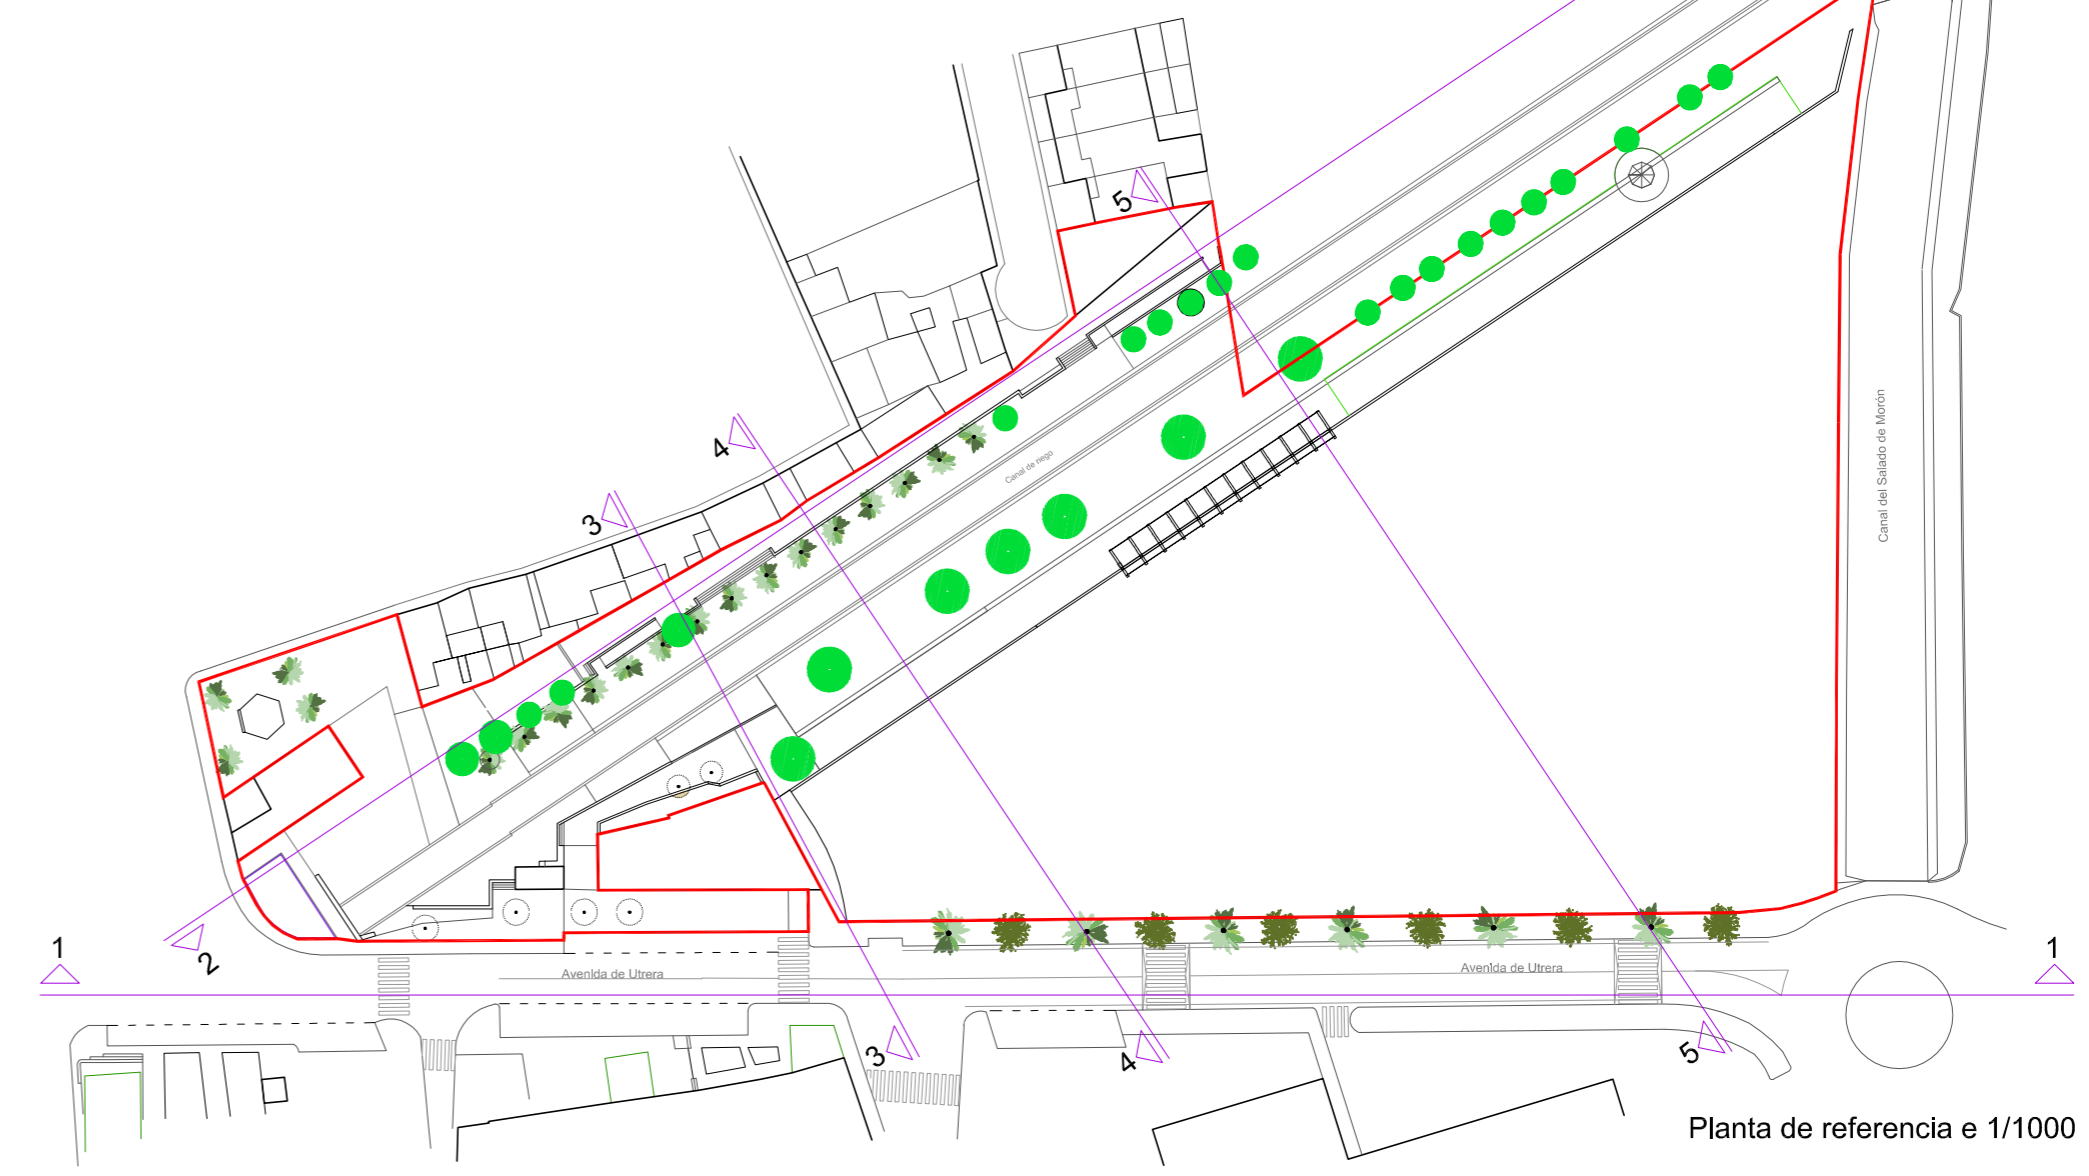 5
4
3
Canal de riego
Canal del Salado de Morón
1
2
Avenida de Utrera
Avenida de Utrera
1
3
4
5
Planta de referencia e 1/1000